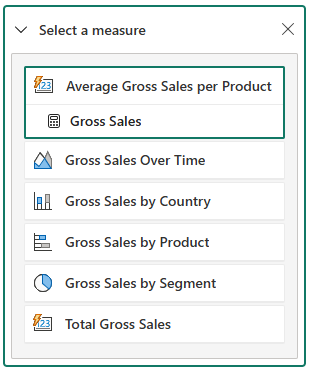 Select a measure
Average Gross Sales per Product
Gross Sales
Gross Sales Over Time
Gross Sales by Country
Gross Sales by Product
Gross Sales by Segment
Total Gross Sales